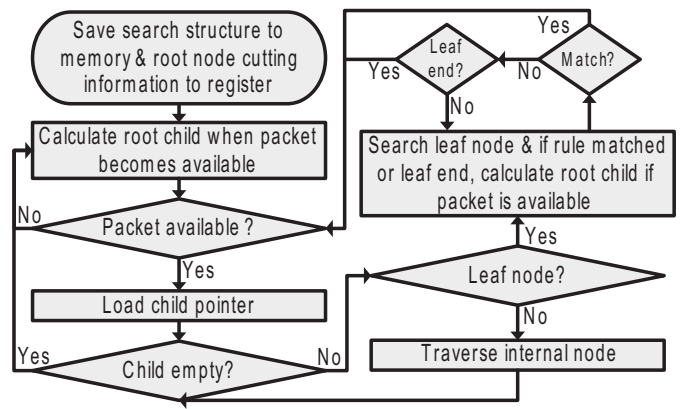 Save search structure to
memory & root node cutting
information to register
Calculate root child when packet
becomes available
No
Packet available ?
Yes
Load child pointer
Yes
Child empty?
No
Yes
Leaf
end?
Yes
No
Match?
No
Search leaf node & if rule matched
or leaf end, calculate root child if
packet is available
Yes
Leaf node?
No
Traverse internal node